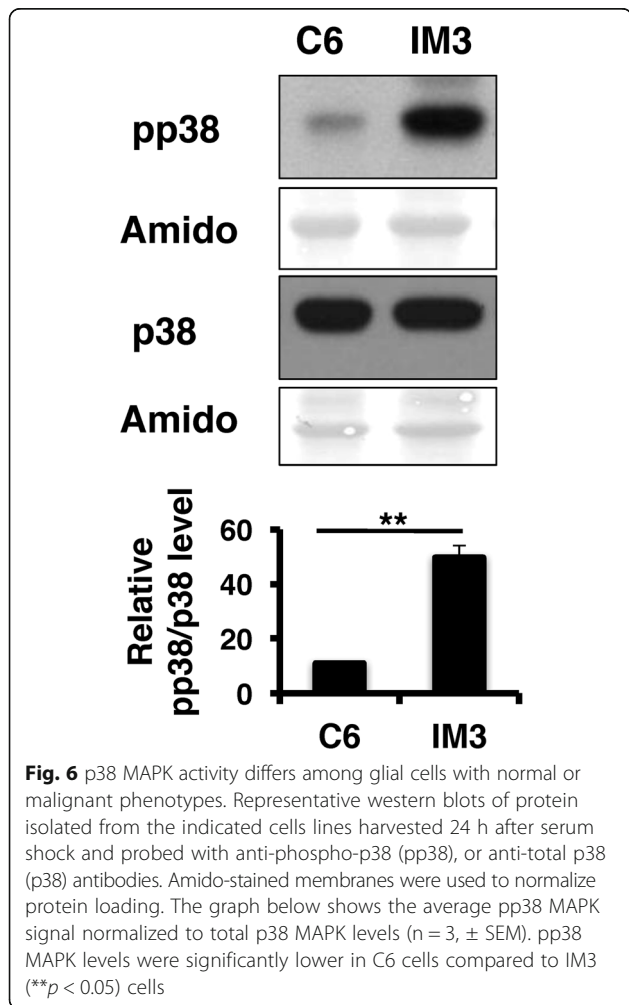 C6 IM3
pp38
Amido
p38
Amido
**
Relative
pp38/p38 level
60
40
20
0
C6 IM3
Fig. 6 p38 MAPK activity differs among glial cells with normal or
malignant phenotypes. Representative western blots of protein
isolated from the indicated cells lines harvested 24 h after serum
shock and probed with anti-phospho-p38 (pp38), or anti-total p38
(p38) antibodies. Amido-stained membranes were used to normalize
protein loading. The graph below shows the average pp38 MAPK
signal normalized to total p38 MAPK levels (n = 3, ± SEM). pp38
MAPK levels were significantly lower in C6 cells compared to IM3
(**p < 0.05) cells